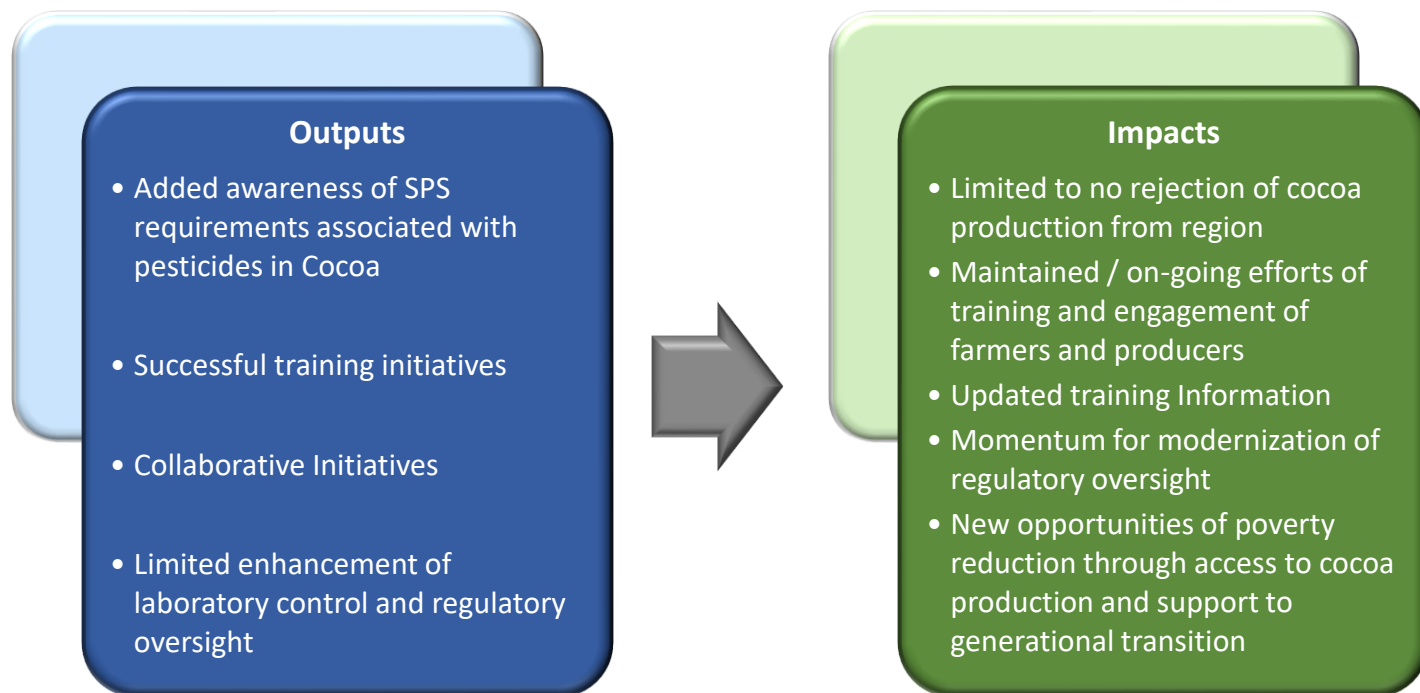 Outputs
• Added awareness of SPS
requirements associated with
pesticides in Cocoa
• Successful training initiatives
• Collaborative Initiatives
• Limited enhancement of
laboratory control and regulatory
oversight
Impacts
• Limited to no rejection of cocoa
producttion from region
• Maintained / on-going efforts of
training and engagement of
farmers and producers
• Updated training Information
• Momentum for modernization of
regulatory oversight
• New opportunities of poverty
reduction through access to cocoa
production and support to
generational transition